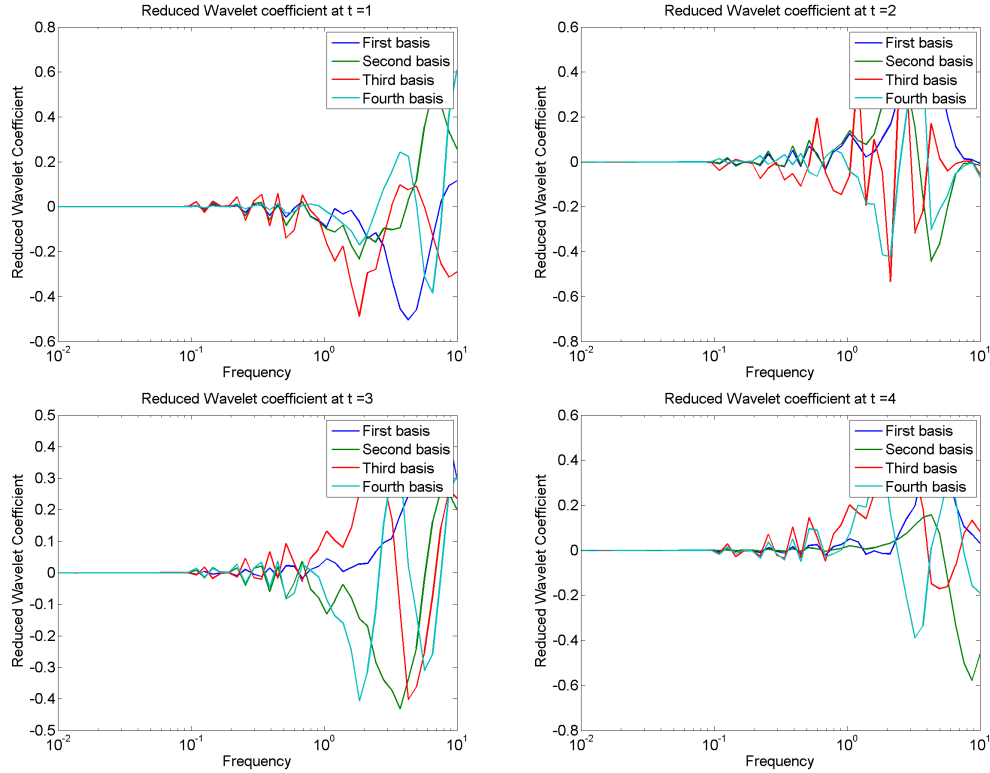 Reduced Wavelet coefficient at t =1
0.8
0.6
0.4
0.2
0
-0.2
-0.4
-0.6
Reduced Wavelet Coefficient
First basis
Second basis
Third basis
Fourth basis
10^-2
10^-1
10^0
10^1
Frequency
Reduced Wavelet coefficient at t =2
0.6
0.4
0.2
0
-0.2
-0.4
-0.6
-0.8
Reduced Wavelet Coefficient
First basis
Second basis
Third basis
Fourth basis
10^-2
10^-1
10^0
10^1
Frequency
Reduced Wavelet coefficient at t =3
0.5
0.4
0.3
0.2
0.1
0
-0.1
-0.2
-0.3
-0.4
-0.5
Reduced Wavelet Coefficient
First basis
Second basis
Third basis
Fourth basis
10^-2
10^-1
10^0
10^1
Frequency
Reduced Wavelet coefficient at t =4
0.6
0.4
0.2
0
-0.2
-0.4
-0.6
-0.8
Reduced Wavelet Coefficient
First basis
Second basis
Third basis
Fourth basis
10^-2
10^-1
10^0
10^1
Frequency